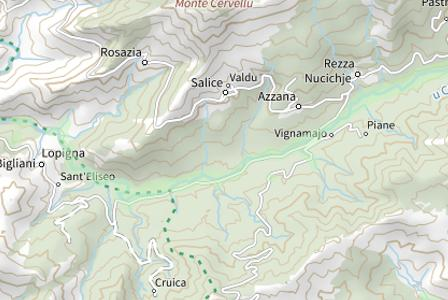 Monte Cervellu
Rosazia
Salice
Valdu
Azzana
Rezza
Nucichje
Vignamajo
Piane
Lopigna
Bigliani
Sant'Eliseo
Cruica